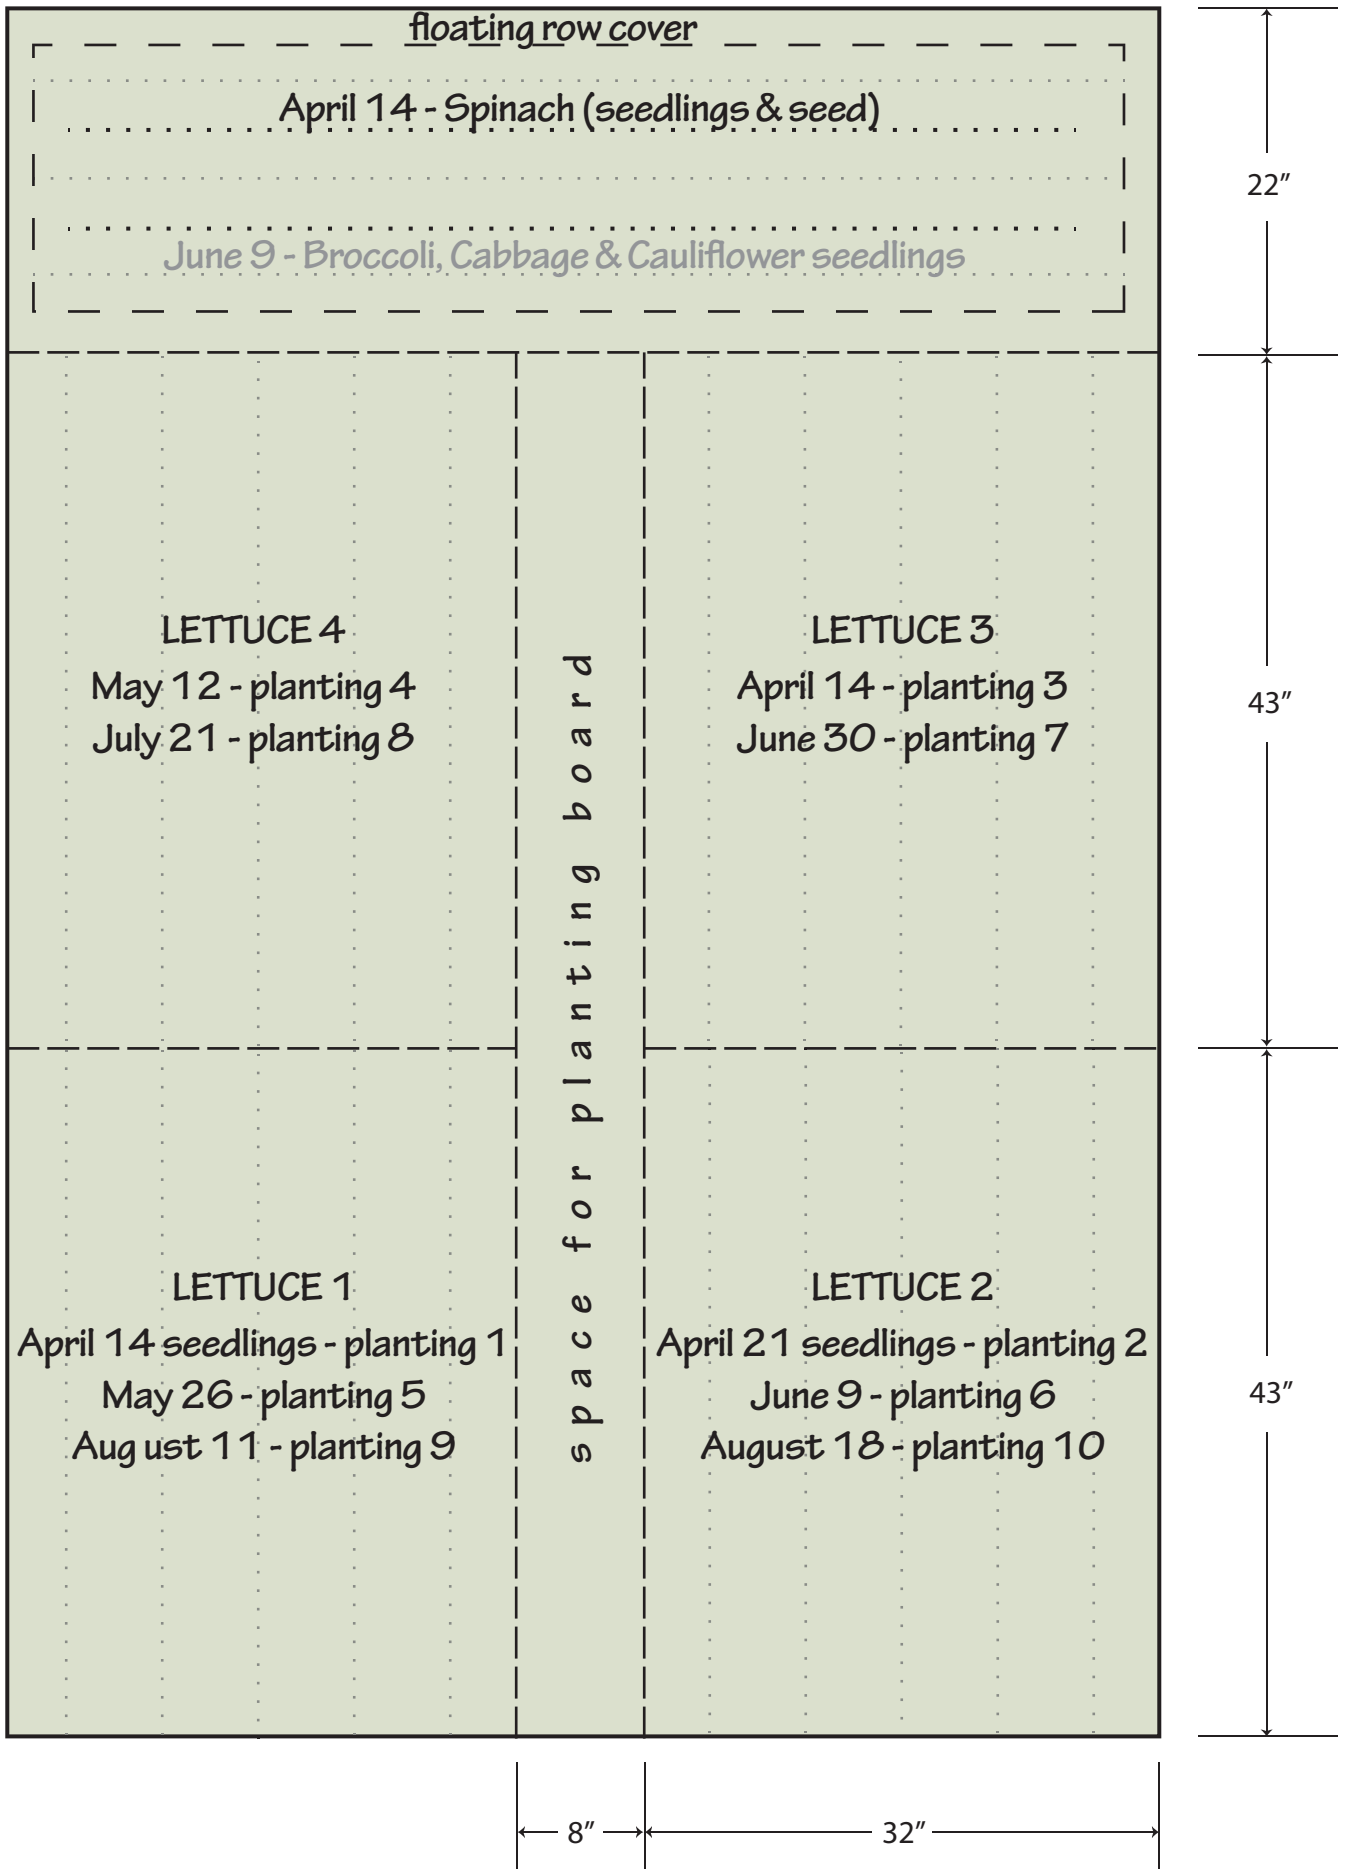 floating row cover
April 14 - Spinach (seedlings & seed)
22”
June 9 - Broccoli, Cabbage & Cauliflower seedlings
LETTUCE 4
May 12 - planting 4
July 21 - planting 8
LETTUCE 3
April 14 - planting 3
June 30 - planting 7
43”
space for planting board
LETTUCE 1
April 14 seedlings - planting 1
May 26 - planting 5
Aug ust 11 - planting 9
LETTUCE 2
April 21 seedlings - planting 2
June 9 - planting 6
August 18 - planting 10
43”
8”
32”